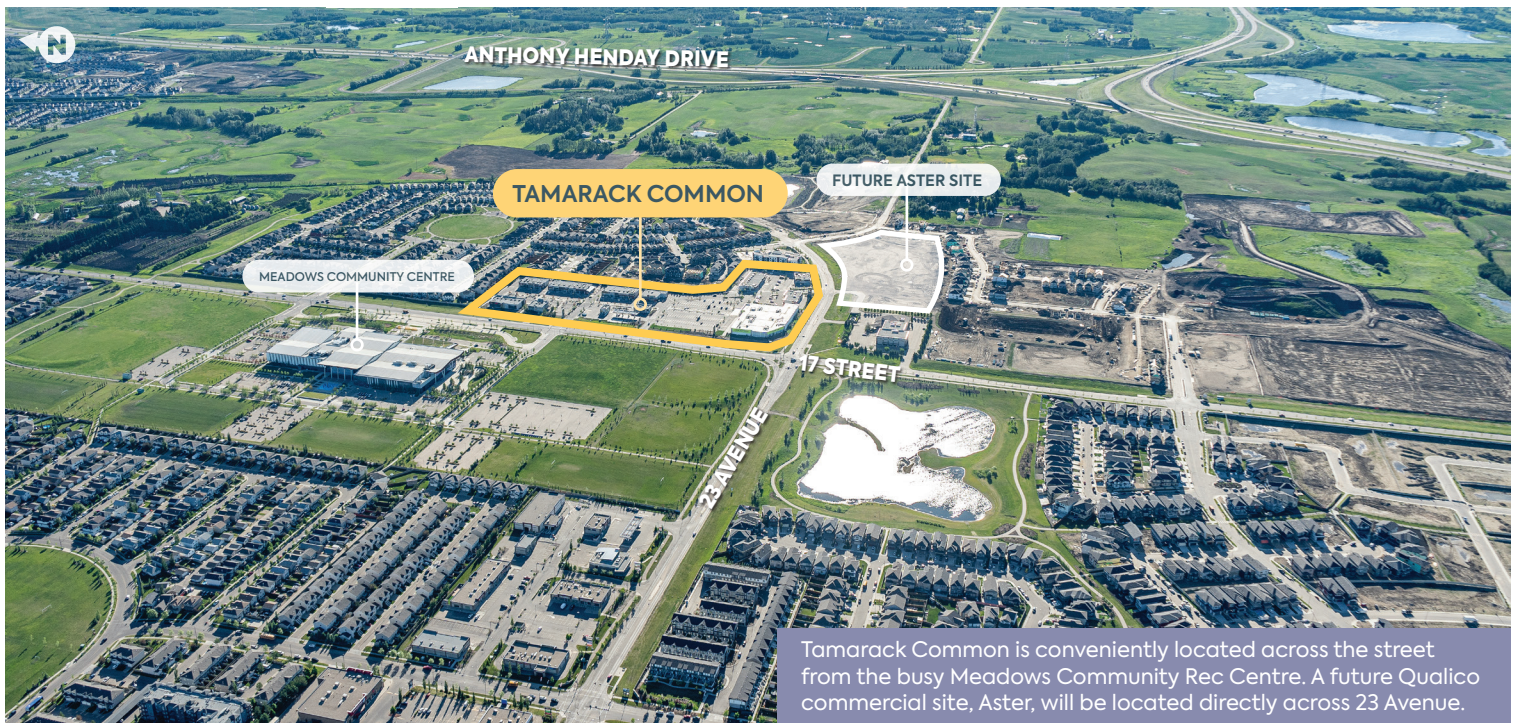 N
ANTHONY HENDAY DRIVE
TAMARACK COMMON
FUTURE ASTER SITE
MEADOWS COMMUNITY CENTRE
17 STREET
23 AVENUE
Tamarack Common is conveniently located across the street
from the busy Meadows Community Rec Centre. A future Qualico
commercial site, Aster, will be located directly across 23 Avenue.